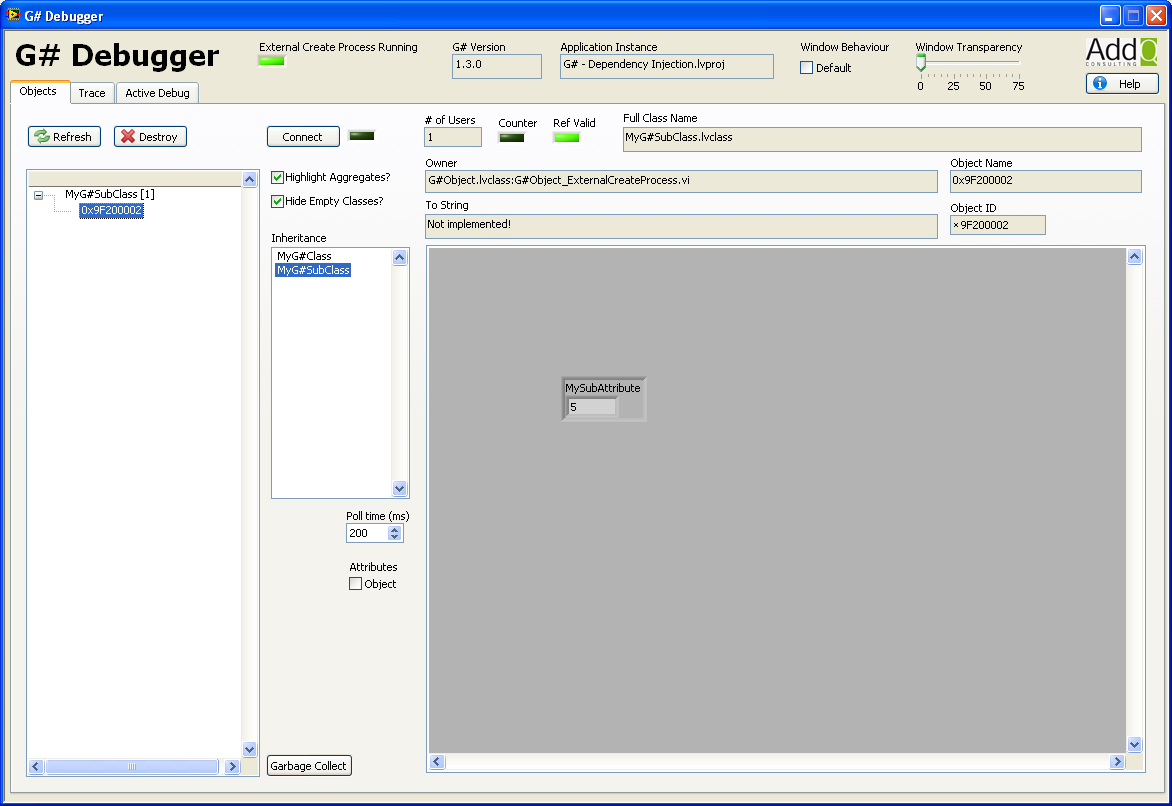 G# Debugger
G# Debugger
External Create Process Running
G# Version
1.3.0
Application Instance
G# - Dependency Injection.lvproj
Window Behaviour
Default
Window Transparency
0 25 50 75
AddQ
CONSULTING
Help
Objects
Trace
Active Debug
Refresh
Destroy
Connect
# of Users
1
Counter
Ref Valid
Full Class Name
MyG#SubClass.lvclass
MyG#SubClass [1]
0x9F200002
Highlight Aggregates?
Hide Empty Classes?
Owner
G#Object.lvclass:G#Object_ExternalCreateProcess.vi
Object Name
0x9F200002
To String
Not implemented!
Object ID
×9F200002
Inheritance
MyG#Class
MyG#SubClass
MySubAttribute
5
Poll time (ms)
200
Attributes
Object
Garbage Collect